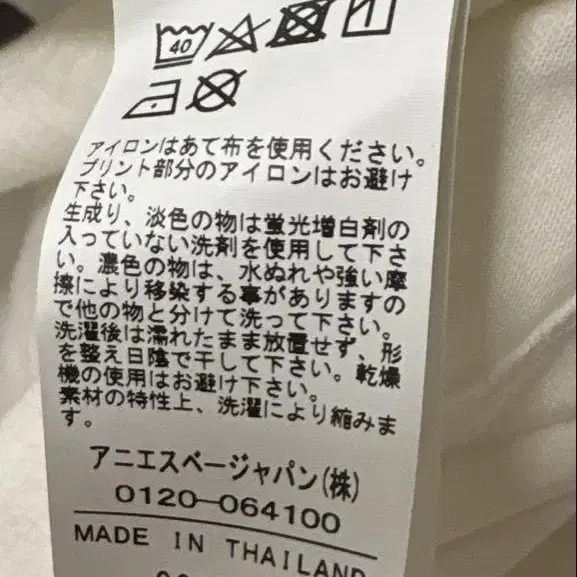 40
アイロンはあて布を使用ください。
プリント部分のアイロンはお避け
下さい。
生成り、淡色の物は蛍光増白剤の
入っていない洗剤を使用して下さ
い。濃色の物は、水ぬれや強い摩
擦により移染する事がありますの
で他の物と分けて洗って下さい。
洗濯後は濡れたまま放置せず、形
を整え日陰で干して下さい。乾燥
機の使用はお避け下さい。
素材の特性上、洗濯により縮みま
す。
アニエスベージャパン(株)
0120-064100
MADE IN THAILAND